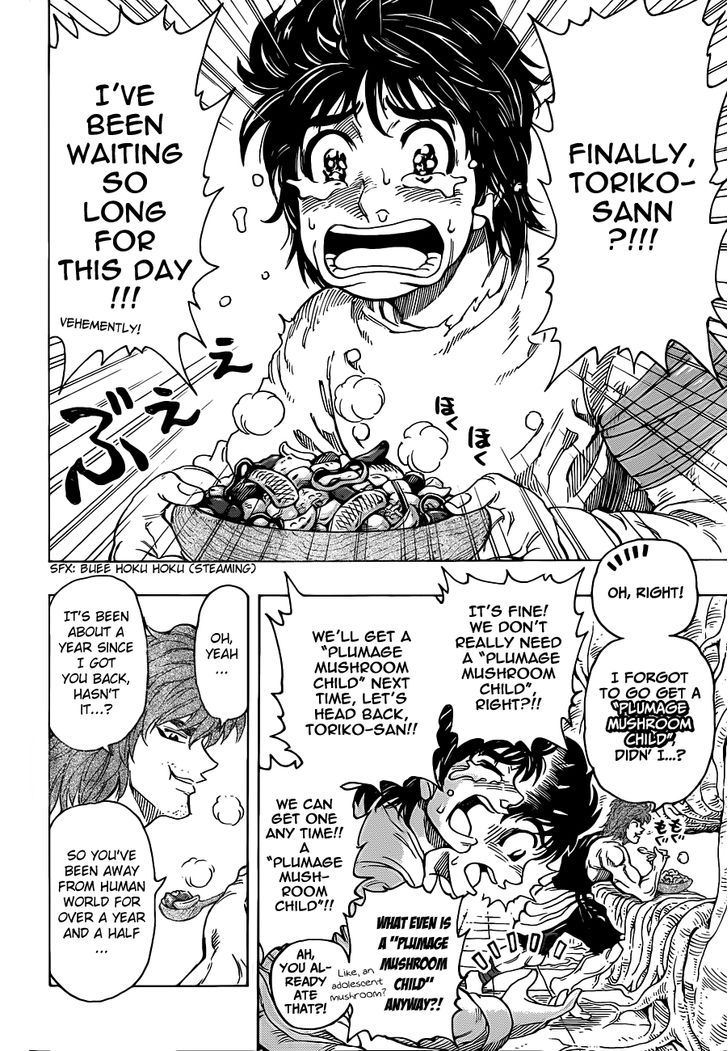 FINALLY,
TORIKO-
SANN
?!!!
I'VE
BEEN
WAITING
SO
LONG
FOR
THIS DAY
!!!
VEHEMENTLY!
ぶええ
ほく
ほく
SFX: BUEE HOKU HOKU (STEAMING)
OH, RIGHT!
I FORGOT
TO GO GET A
"PLUMAGE
MUSHROOM
CHILD",
DIDN' I...?
もぐ
もぐ
IT'S FINE!
WE DON'T
REALLY NEED
A "PLUMAGE
MUSHROOM
CHILD",
RIGHT?!!
WE'LL GET A
"PLUMAGE
MUSHROOM
CHILD" NEXT
TIME, LET'S
HEAD BACK,
TORIKO-SAN!!
WE CAN
GET ONE
ANY TIME!!
A
"PLUMAGE
MUSH-
ROOM
CHILD"!!
WHAT EVEN IS
A "PLUMAGE
MUSHROOM
CHILD"
ANYWAY?!
Like, an
adolescent
mushroom?
AH,
YOU AL-
READY
ATE
THAT?!
OH,
YEAH
...
IT'S BEEN
ABOUT A
YEAR SINCE
I GOT
YOU BACK,
HASN'T
IT...?
SO YOU'VE
BEEN AWAY
FROM HUMAN
WORLD FOR
OVER A YEAR
AND A HALF
...